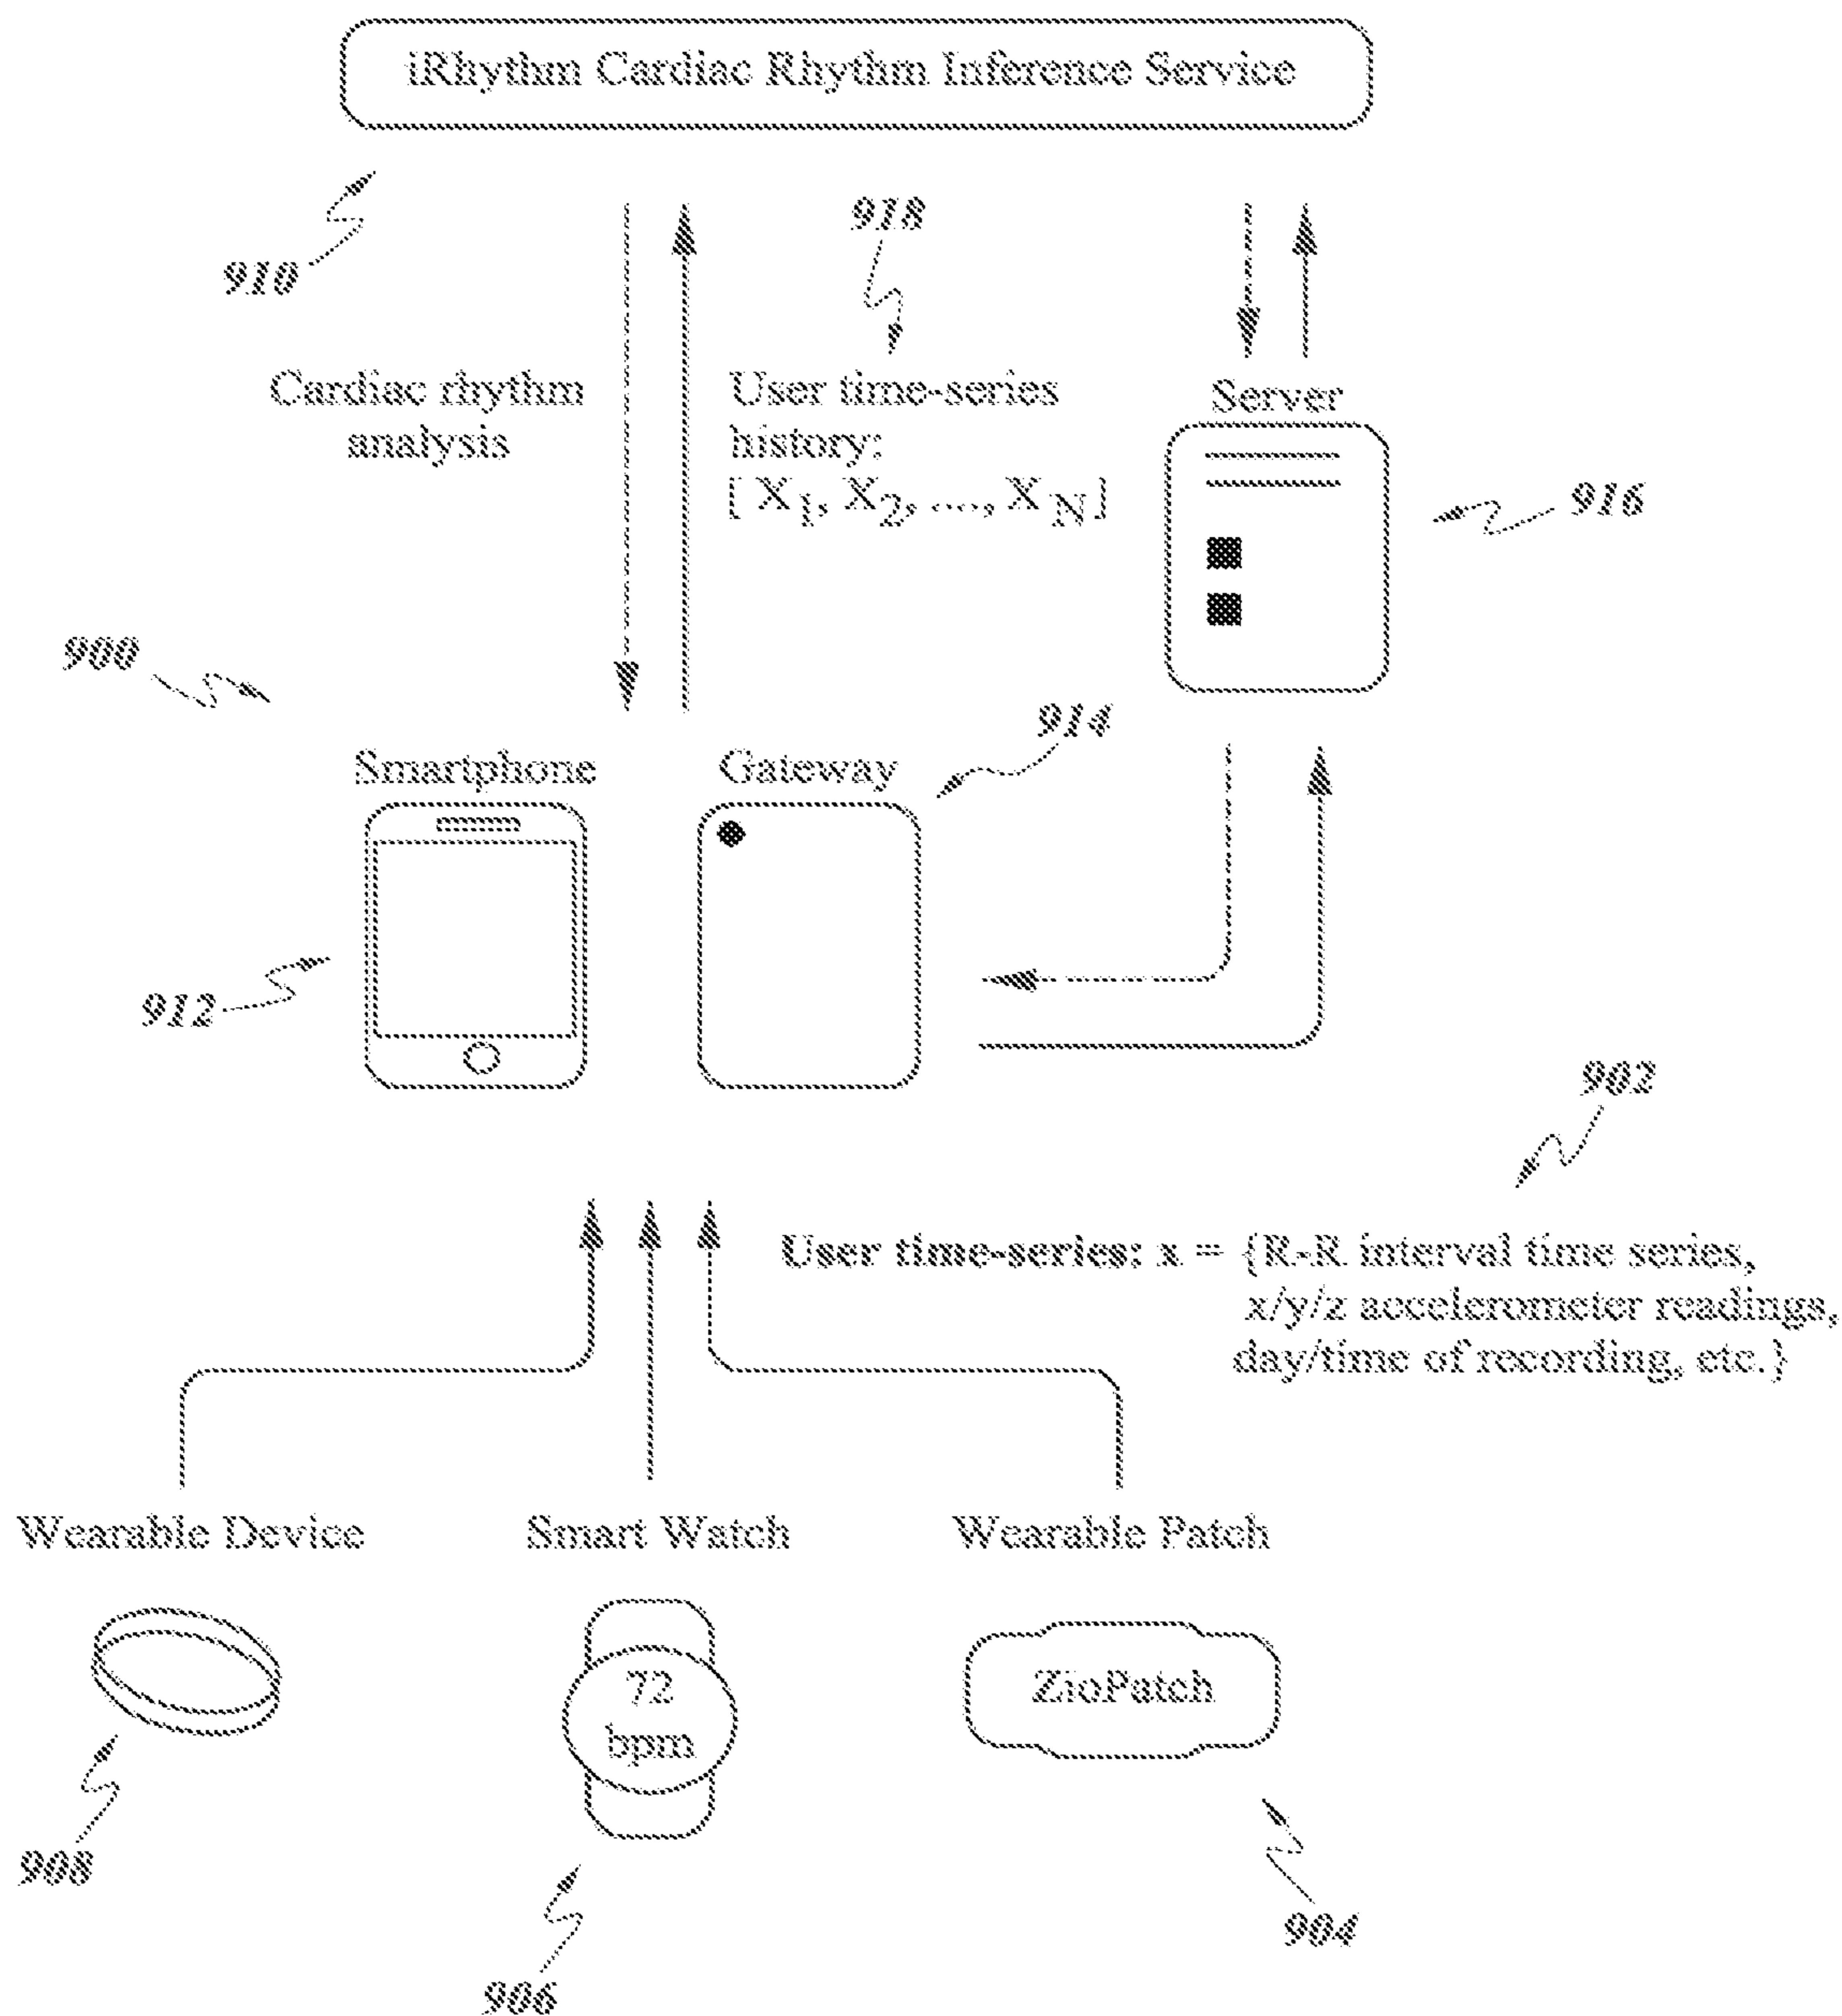 iRhythm Cardiac Rhythm Inference Service
910
918
Cardiac rhythm
analysis
User time-series
history:
[ X1, X2, ..., XN ]
Server
916
900
914
Smartphone
Gateway
912
902
User time-series: x = {R-R interval time series,
x/y/z accelerometer readings,
day/time of recording, etc.}
Wearable Device
Smart Watch
Wearable Patch
72
bpm
ZioPatch
908
906
904